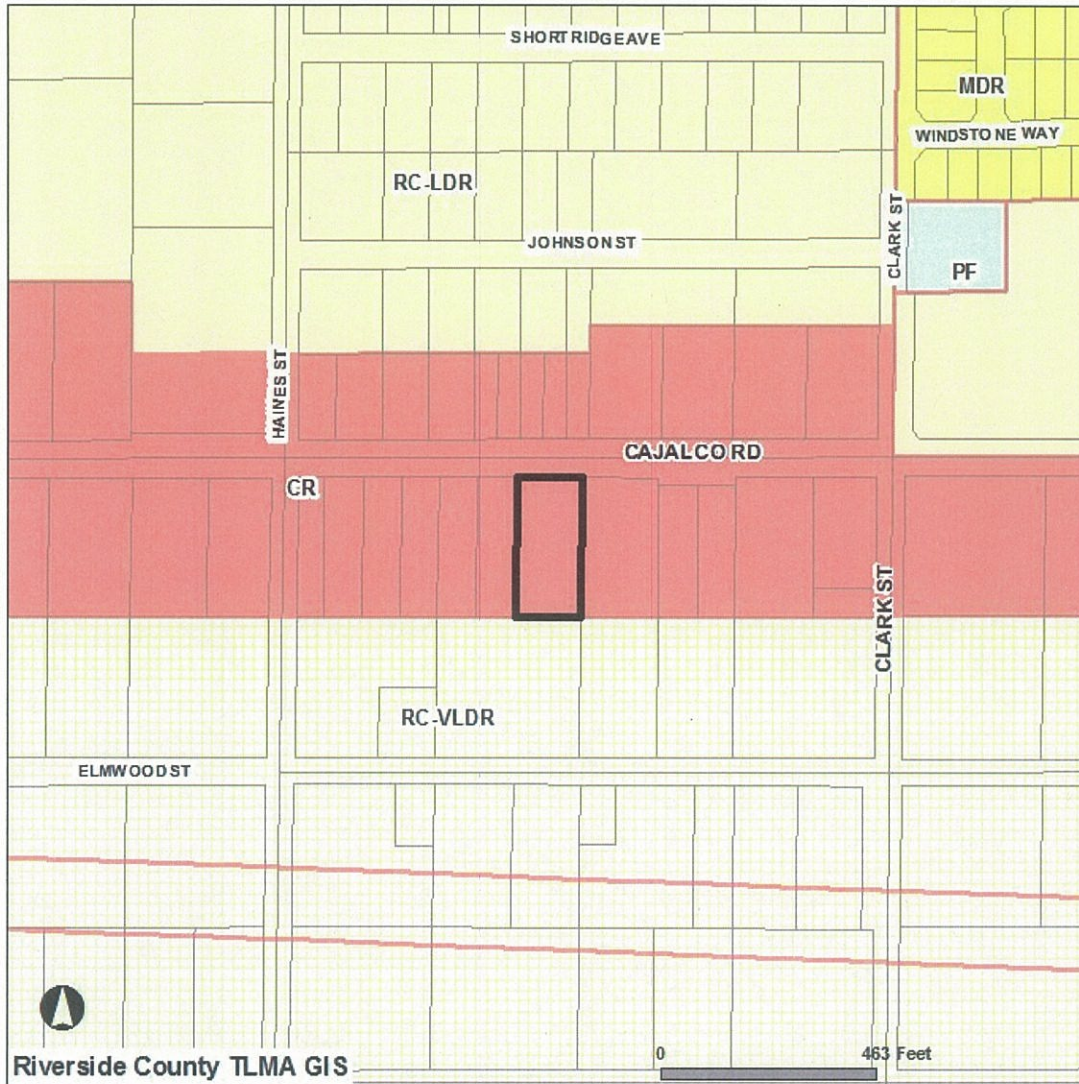 SHORTRIDGEAVE
MDR
WINDSTONE WAY
RC-LDR
CLARK ST
JOHNSON ST
PF
HAINES ST
CAJALCO RD
CR
CLARK ST
RC-VLDR
ELMWOOD ST
0 463 Feet
Riverside County TLMA GIS